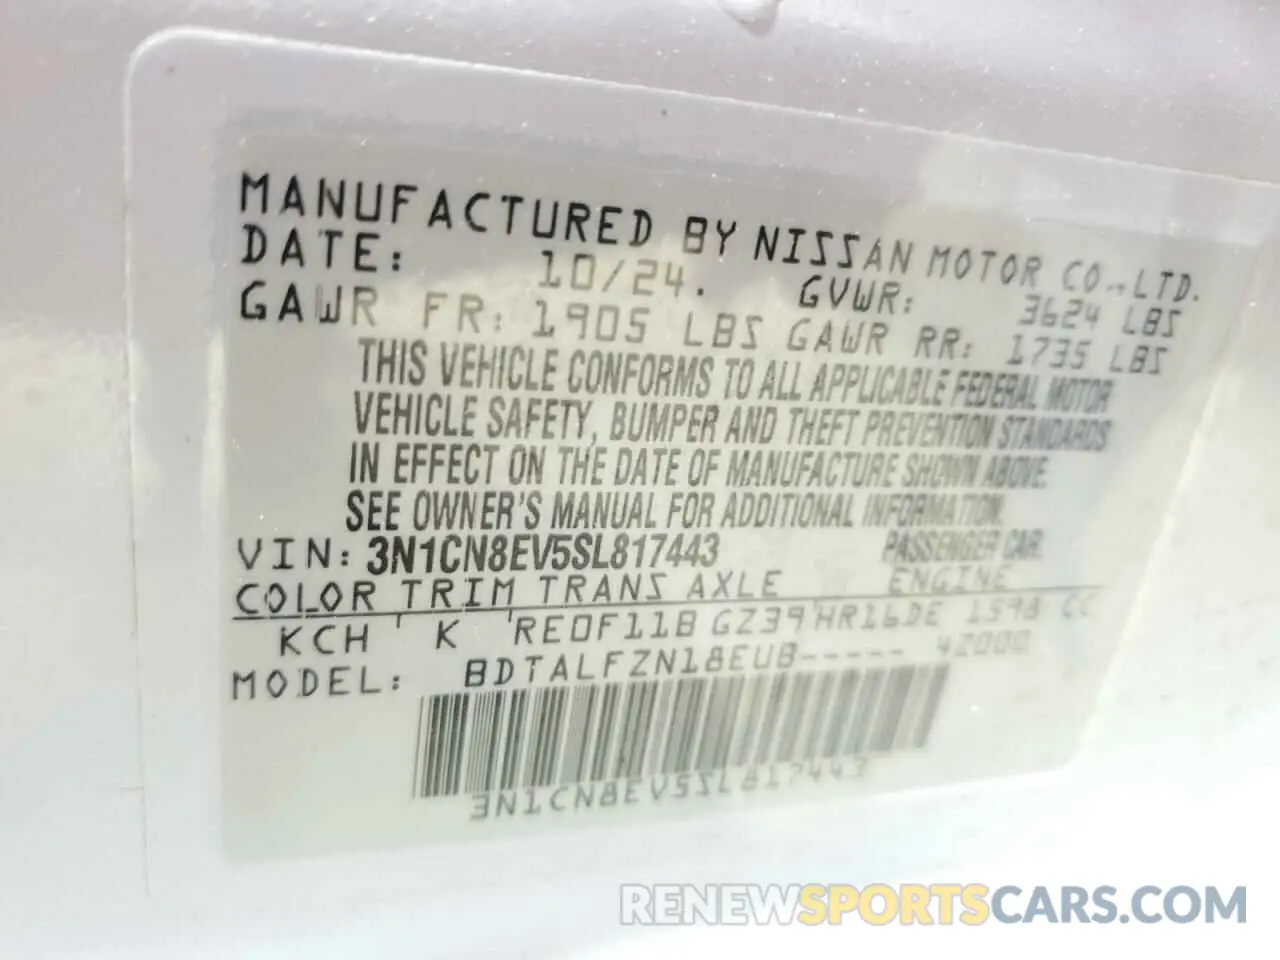 MANUFACTURED BY NISSAN MOTOR CO.,LTD.
DATE: 10/24. GVWR: 3624 LBS
GAWR FR: 1905 LBS GAWR RR: 1735 LBS
THIS VEHICLE CONFORMS TO ALL APPLICABLE FEDERAL MOTOR
VEHICLE SAFETY, BUMPER AND THEFT PREVENTION STANDARDS
IN EFFECT ON THE DATE OF MANUFACTURE SHOWN ABOVE.
SEE OWNER'S MANUAL FOR ADDITIONAL INFORMATION.
VIN: 3N1CN8EV5SL817443 PASSENGER CAR.
COLOR TRIM TRANS AXLE ENGINE
KCH K RE0F11B GZ39 HR16DE 1598 CC
MODEL: BDTALFZN18EUB----- 42000
3N1CN8EV5SL817443
RENEWSPORTSCARS.COM